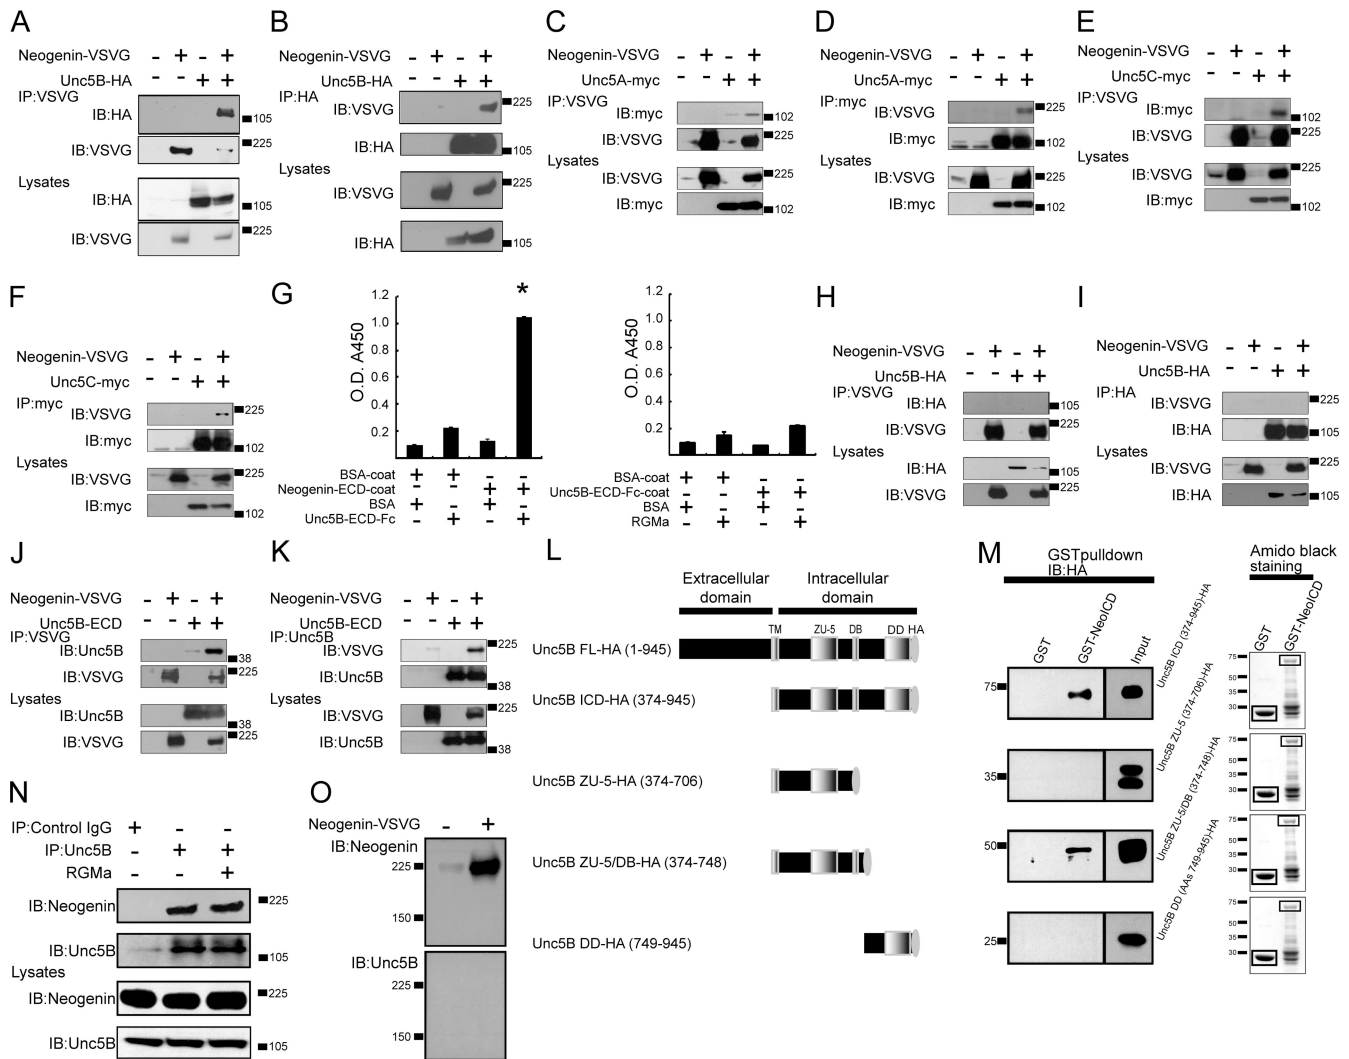 A
Neogenin-VSVG - + - +
Unc5B-HA - - + +
IP:VSVG
IB:HA 105
IB:VSVG 225
Lysates
IB:HA 105
IB:VSVG 225
B
Neogenin-VSVG - + - +
Unc5B-HA - - + +
IP:HA
IB:VSVG 225
IB:HA 105
Lysates
IB:VSVG 225
IB:HA 105
C
Neogenin-VSVG - + - +
Unc5A-myc - - + +
IP:VSVG
IB:myc 102
IB:VSVG 225
Lysates
IB:VSVG 225
IB:myc 102
D
Neogenin-VSVG - + - +
Unc5A-myc - - + +
IP:myc
IB:VSVG 225
IB:myc 102
Lysates
IB:VSVG 225
IB:myc 102
E
Neogenin-VSVG - + - +
Unc5C-myc - - + +
IP:VSVG
IB:myc 102
IB:VSVG 225
Lysates
IB:VSVG 225
IB:myc 102
F
Neogenin-VSVG - + - +
Unc5C-myc - - + +
IP:myc
IB:VSVG 225
IB:myc 102
Lysates
IB:VSVG 225
IB:myc 102
G
O.D. A450
1.2
1.0
0.8
0.6
0.4
0.2
*
BSA-coat + + - -
Neogenin-ECD-coat - - + +
BSA + - + -
Unc5B-ECD-Fc - + - +
O.D. A450
1.2
1.0
0.8
0.6
0.4
0.2
BSA-coat + + - -
Unc5B-ECD-Fc-coat - - + +
BSA + - + -
RGMa - + - +
H
Neogenin-VSVG - + - +
Unc5B-HA - - + +
IP:VSVG
IB:HA 105
IB:VSVG 225
Lysates
IB:HA 105
IB:VSVG 225
I
Neogenin-VSVG - + - +
Unc5B-HA - - + +
IP:HA
IB:VSVG 225
IB:HA 105
Lysates
IB:VSVG 225
IB:HA 105
J
Neogenin-VSVG - + - +
Unc5B-ECD - - + +
IP:VSVG
IB:Unc5B 38
IB:VSVG 225
Lysates
IB:Unc5B 38
IB:VSVG 225
K
Neogenin-VSVG - + - +
Unc5B-ECD - - + +
IP:Unc5B
IB:VSVG 225
IB:Unc5B 38
Lysates
IB:VSVG 225
IB:Unc5B 38
L
Extracellular domain
Intracellular domain
TM ZU-5 DB DD HA
Unc5B FL-HA (1-945)
Unc5B ICD-HA (374-945)
Unc5B ZU-5-HA (374-706)
Unc5B ZU-5/DB-HA (374-748)
Unc5B DD-HA (749-945)
M
GSTpulldown
IB:HA
GST GST-NeoICD Input
75
Unc5B ICD (374-945)-HA
35
Unc5B ZU-5 (374-706)-HA
50
Unc5B ZU-5/DB (374-748)-HA
25
Unc5B DD (AAs 749-945)-HA
Amido black
staining
GST GST-NeoICD
75
50
35
30
75
50
35
30
75
50
35
30
75
50
35
30
N
IP:Control IgG + - -
IP:Unc5B - + +
RGMa - - +
IB:Neogenin 225
IB:Unc5B 105
Lysates
IB:Neogenin 225
IB:Unc5B 105
O
Neogenin-VSVG - +
IB:Neogenin
225
150
IB:Unc5B
225
150